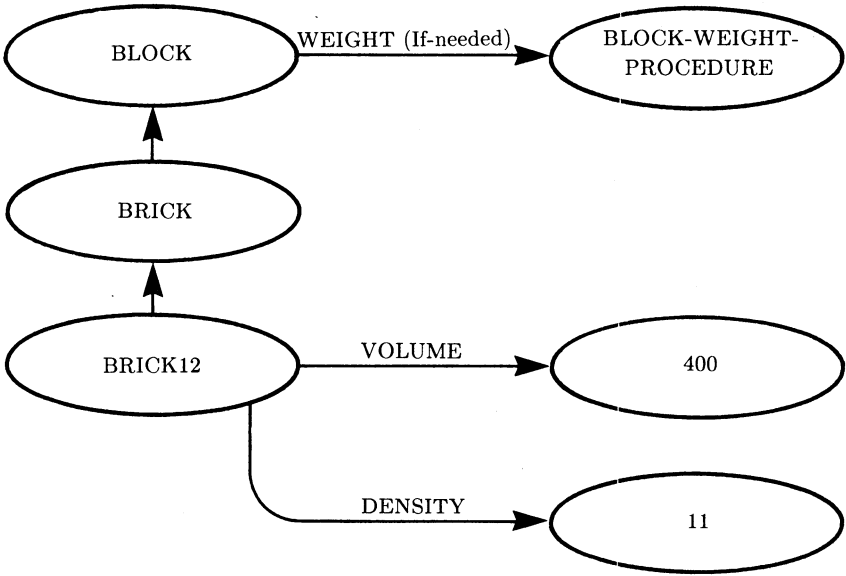 BLOCK
WEIGHT (If-needed)
BLOCK-WEIGHT-
PROCEDURE
BRICK
BRICK12
VOLUME
400
DENSITY
11